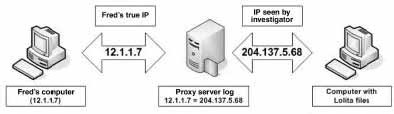 Fred's true IP
IP seen by
investigator
12.1.1.7
204.137.5.68
Fred's computer
(12.1.1.7)
Proxy server log
12.1.1.7 = 204.137.5.68
Computer with
Lolita files